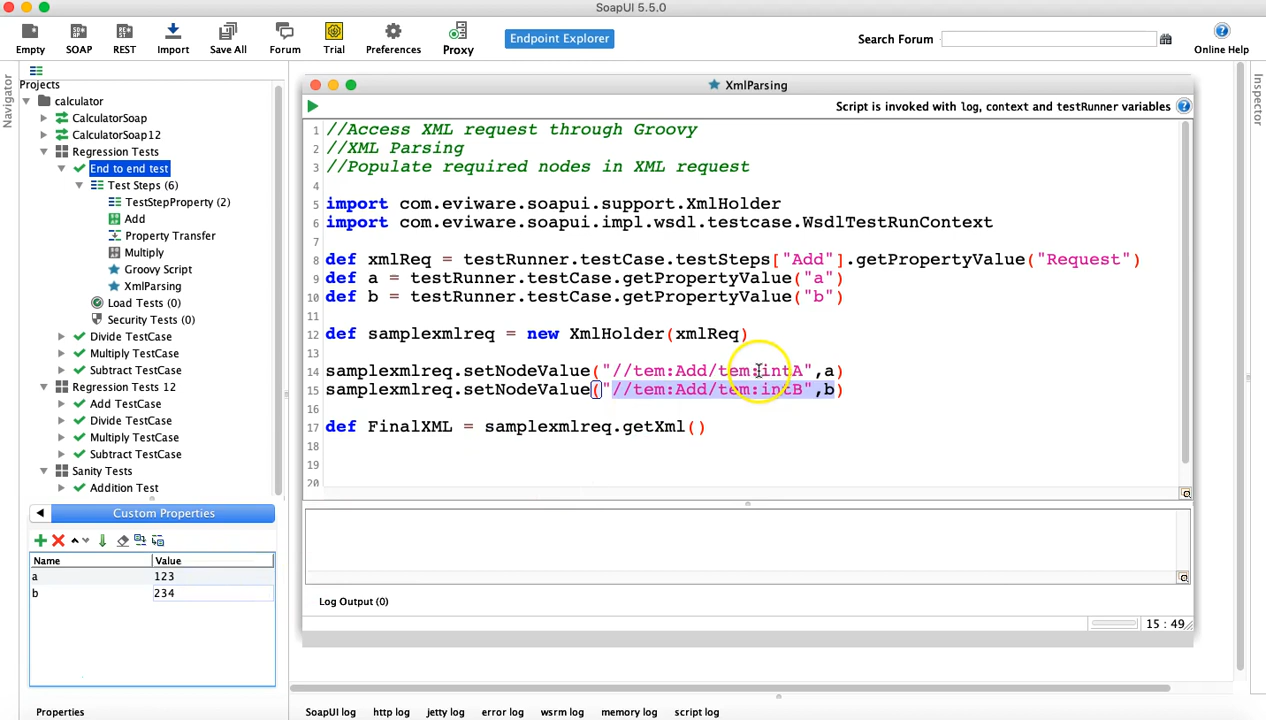 SoapUI 5.5.0
Empty SOAP REST Import Save All Forum Trial Preferences Proxy
Endpoint Explorer
Search Forum
Online Help
Navigator
Projects
calculator
CalculatorSoap
CalculatorSoap12
Regression Tests
End to end test
Test Steps (6)
TestStepProperty (2)
Add
Property Transfer
Multiply
Groovy Script
XmlParsing
Load Tests (0)
Security Tests (0)
Divide TestCase
Multiply TestCase
Subtract TestCase
Regression Tests 12
Add TestCase
Divide TestCase
Multiply TestCase
Subtract TestCase
Sanity Tests
Addition Test
Custom Properties
Name Value
a 123
b 234
Properties
XmlParsing
Script is invoked with log, context and testRunner variables
1 //Access XML request through Groovy
2 //XML Parsing
3 //Populate required nodes in XML request
4
5 import com.eviware.soapui.support.XmlHolder
6 import com.eviware.soapui.impl.wsdl.testcase.WsdlTestRunContext
7
8 def xmlReq = testRunner.testCase.testSteps["Add"].getPropertyValue("Request")
9 def a = testRunner.testCase.getPropertyValue("a")
10 def b = testRunner.testCase.getPropertyValue("b")
11
12 def samplexmlreq = new XmlHolder(xmlReq)
13
14 samplexmlreq.setNodeValue("//tem:Add/tem:intA",a)
15 samplexmlreq.setNodeValue("//tem:Add/tem:intB",b)
16
17 def FinalXML = samplexmlreq.getXml()
18
19
20
Log Output (0)
15 : 49
Inspector
SoapUI log http log jetty log error log wsrm log memory log script log